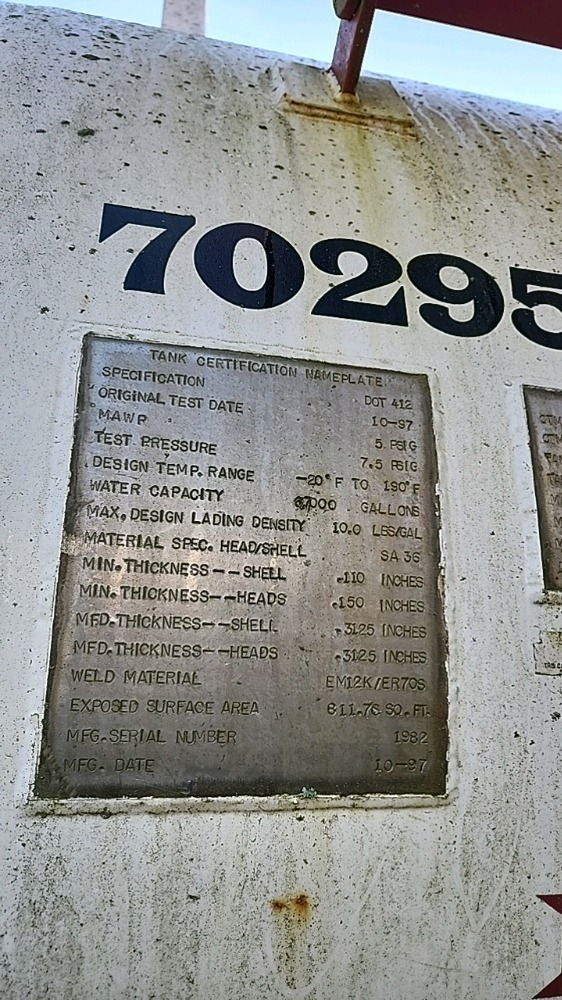 70295
TANK CERTIFICATION NAMEPLATE
SPECIFICATION DOT 412
ORIGINAL TEST DATE 10-97
MAWP 5 PSIG
TEST PRESSURE 7.5 PSIG
DESIGN TEMP. RANGE -20°F TO 190°F
WATER CAPACITY GALLONS
MAX. DESIGN LADING DENSITY 10.0 LBS/GAL
MATERIAL SPEC. HEAD/SHELL SA 36
MIN. THICKNESS--SHELL .110 INCHES
MIN. THICKNESS--HEADS .150 INCHES
MFD. THICKNESS--SHELL .3125 INCHES
MFD. THICKNESS--HEADS .3125 INCHES
WELD MATERIAL EM12K/ER70S
EXPOSED SURFACE AREA 611.76 SQ. FT.
MFG. SERIAL NUMBER 1982
MFG. DATE 10-97